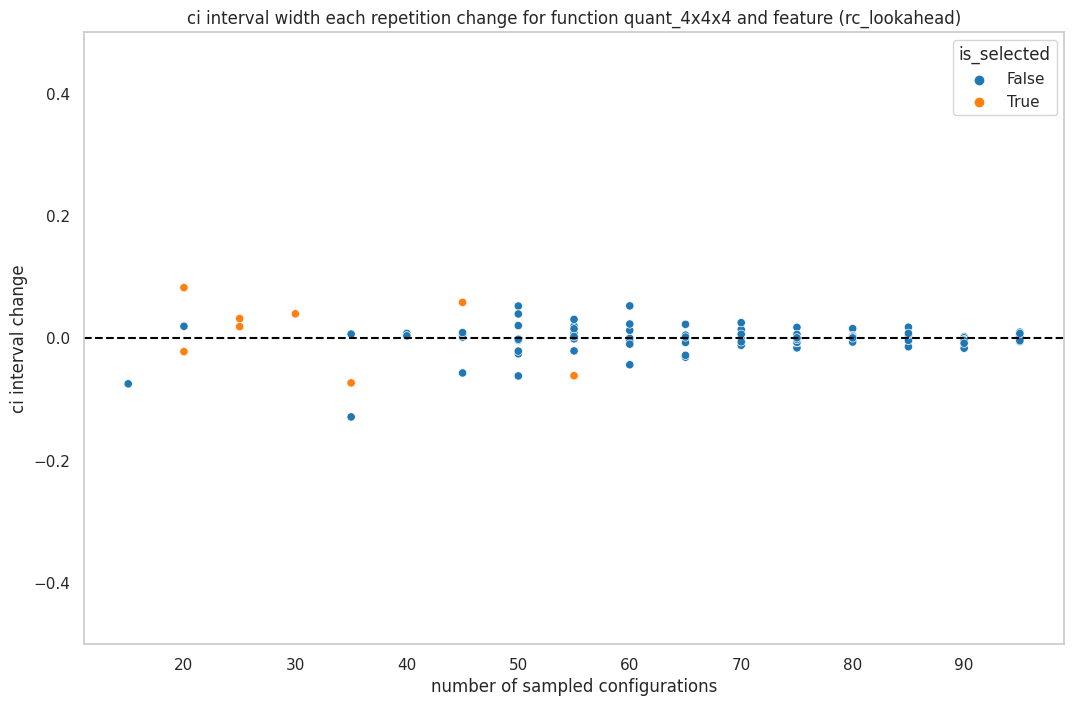 ci interval width each repetition change for function quant_4x4x4 and feature (rc_lookahead)
is_selected
False
True
0.4
0.2
0.0
−0.2
−0.4
ci interval change
20 30 40 50 60 70 80 90
number of sampled configurations